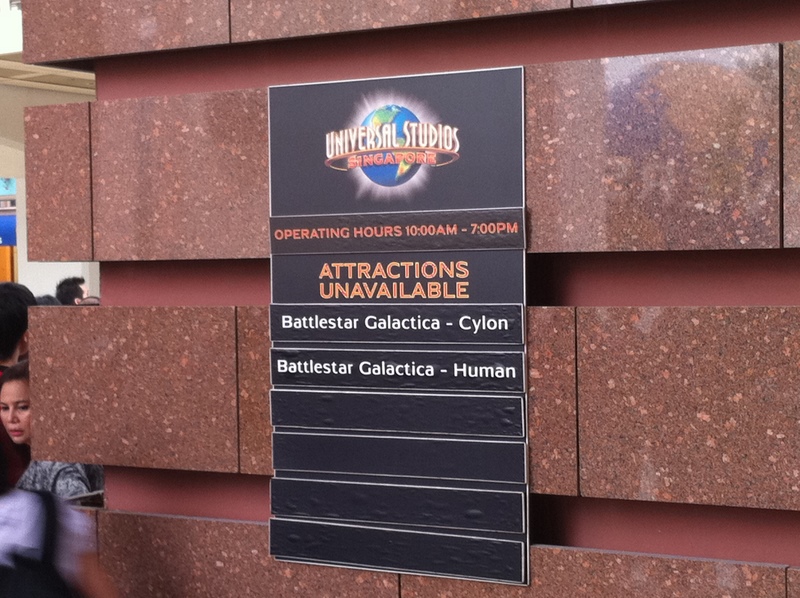 UNIVERSAL STUDIOS
SINGAPORE
OPERATING HOURS 10:00AM - 7:00PM
ATTRACTIONS
UNAVAILABLE
Battlestar Galactica - Cylon
Battlestar Galactica - Human